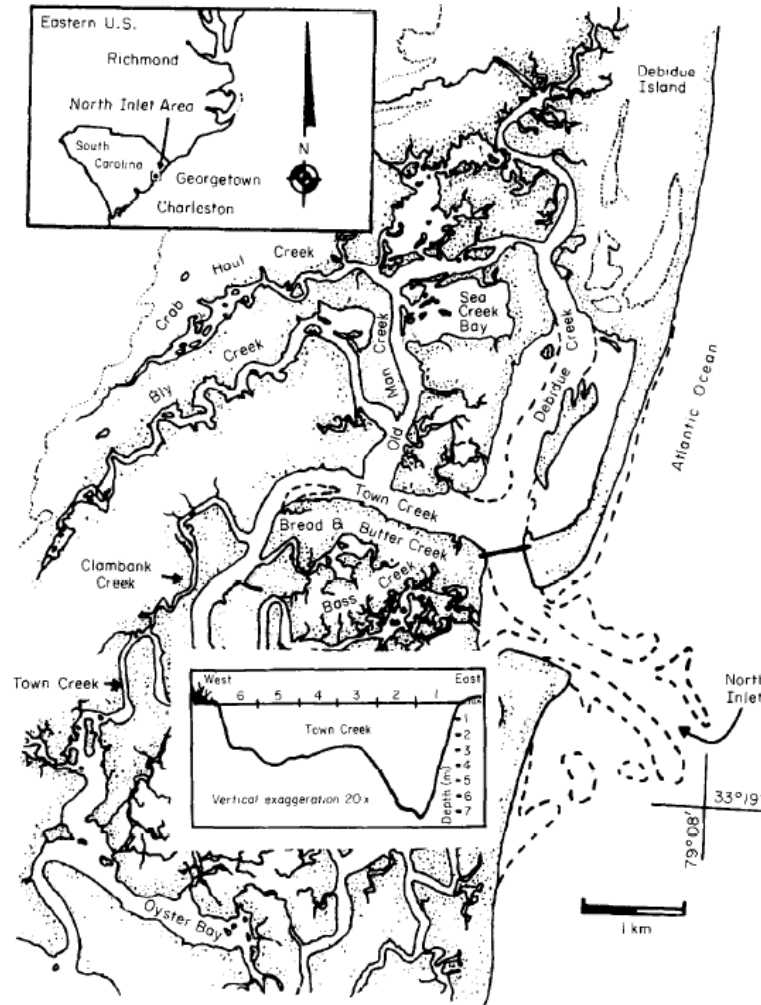 Eastern U.S.
Richmond
North Inlet Area
South
Carolina
Georgetown
Charleston
N
Debidue
Island
Crab Haul Creek
Sea
Creek
Bay
Bly Creek
Old Man Creek
Debidue Creek
Atlantic Ocean
Town Creek
Bread & Butter Creek
Clambank
Creek
Bass Creek
Town Creek
North
Inlet
West
East
6 5 4 3 2 1
Town Creek
1
2
3
4
5
6
7
Depth (m)
Vertical exaggeration 20x
33°19'
79°08'
Oyster Bay
1 km